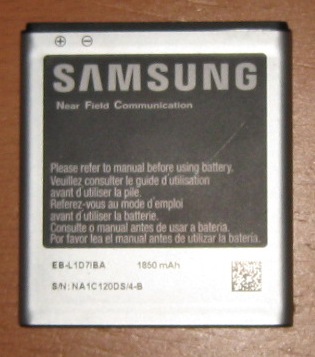 SAMSUNG
Near Field Communication
Please refer to manual before using battery.
Veuillez consulter le guide d'utilisation
avant d'utiliser la pile.
Referez-vous au mode d'emploi
avant d'utiliser la batterie.
Consulte o manual antes de usar a bateria.
Por favor lea el manual antes de utilizar la batería.
EB-L1D7IBA 1850 mAh
S/N: NA1C120DS/4-B